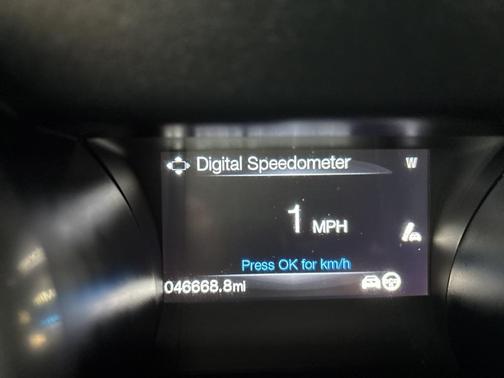 Digital Speedometer W
1 MPH
Press OK for km/h
046668.8mi